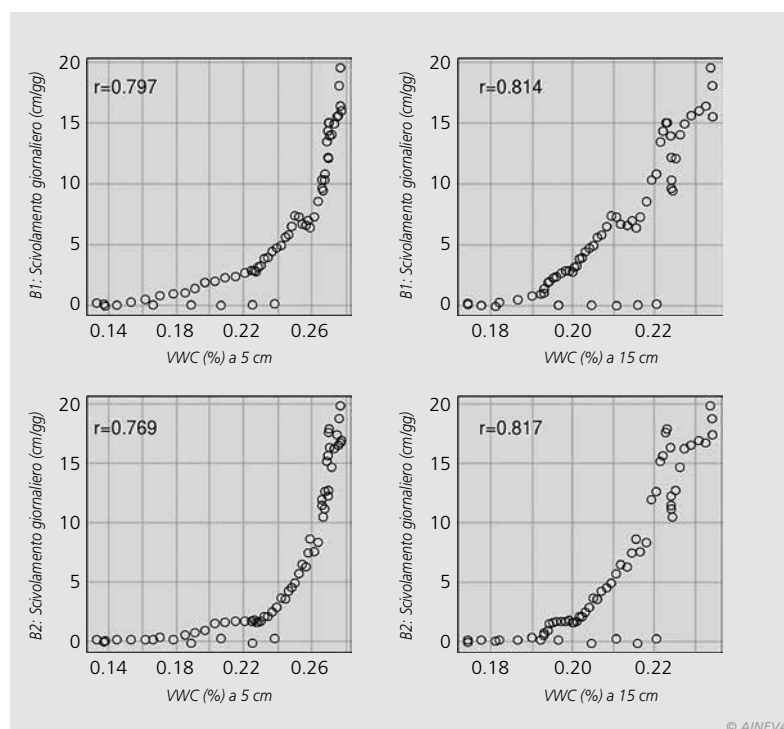 20
15
10
5
0
r=0.797
B1: Scivolamento giornaliero (cm/gg)
0.14 0.18 0.22 0.26
VWC (%) a 5 cm
20
15
10
5
0
r=0.814
B1: Scivolamento giornaliero (cm/gg)
0.18 0.20 0.22
VWC (%) a 15 cm
20
15
10
5
0
r=0.769
B2: Scivolamento giornaliero (cm/gg)
0.14 0.18 0.22 0.26
VWC (%) a 5 cm
20
15
10
5
0
r=0.817
B2: Scivolamento giornaliero (cm/gg)
0.18 0.20 0.22
VWC (%) a 15 cm
© AINEVA